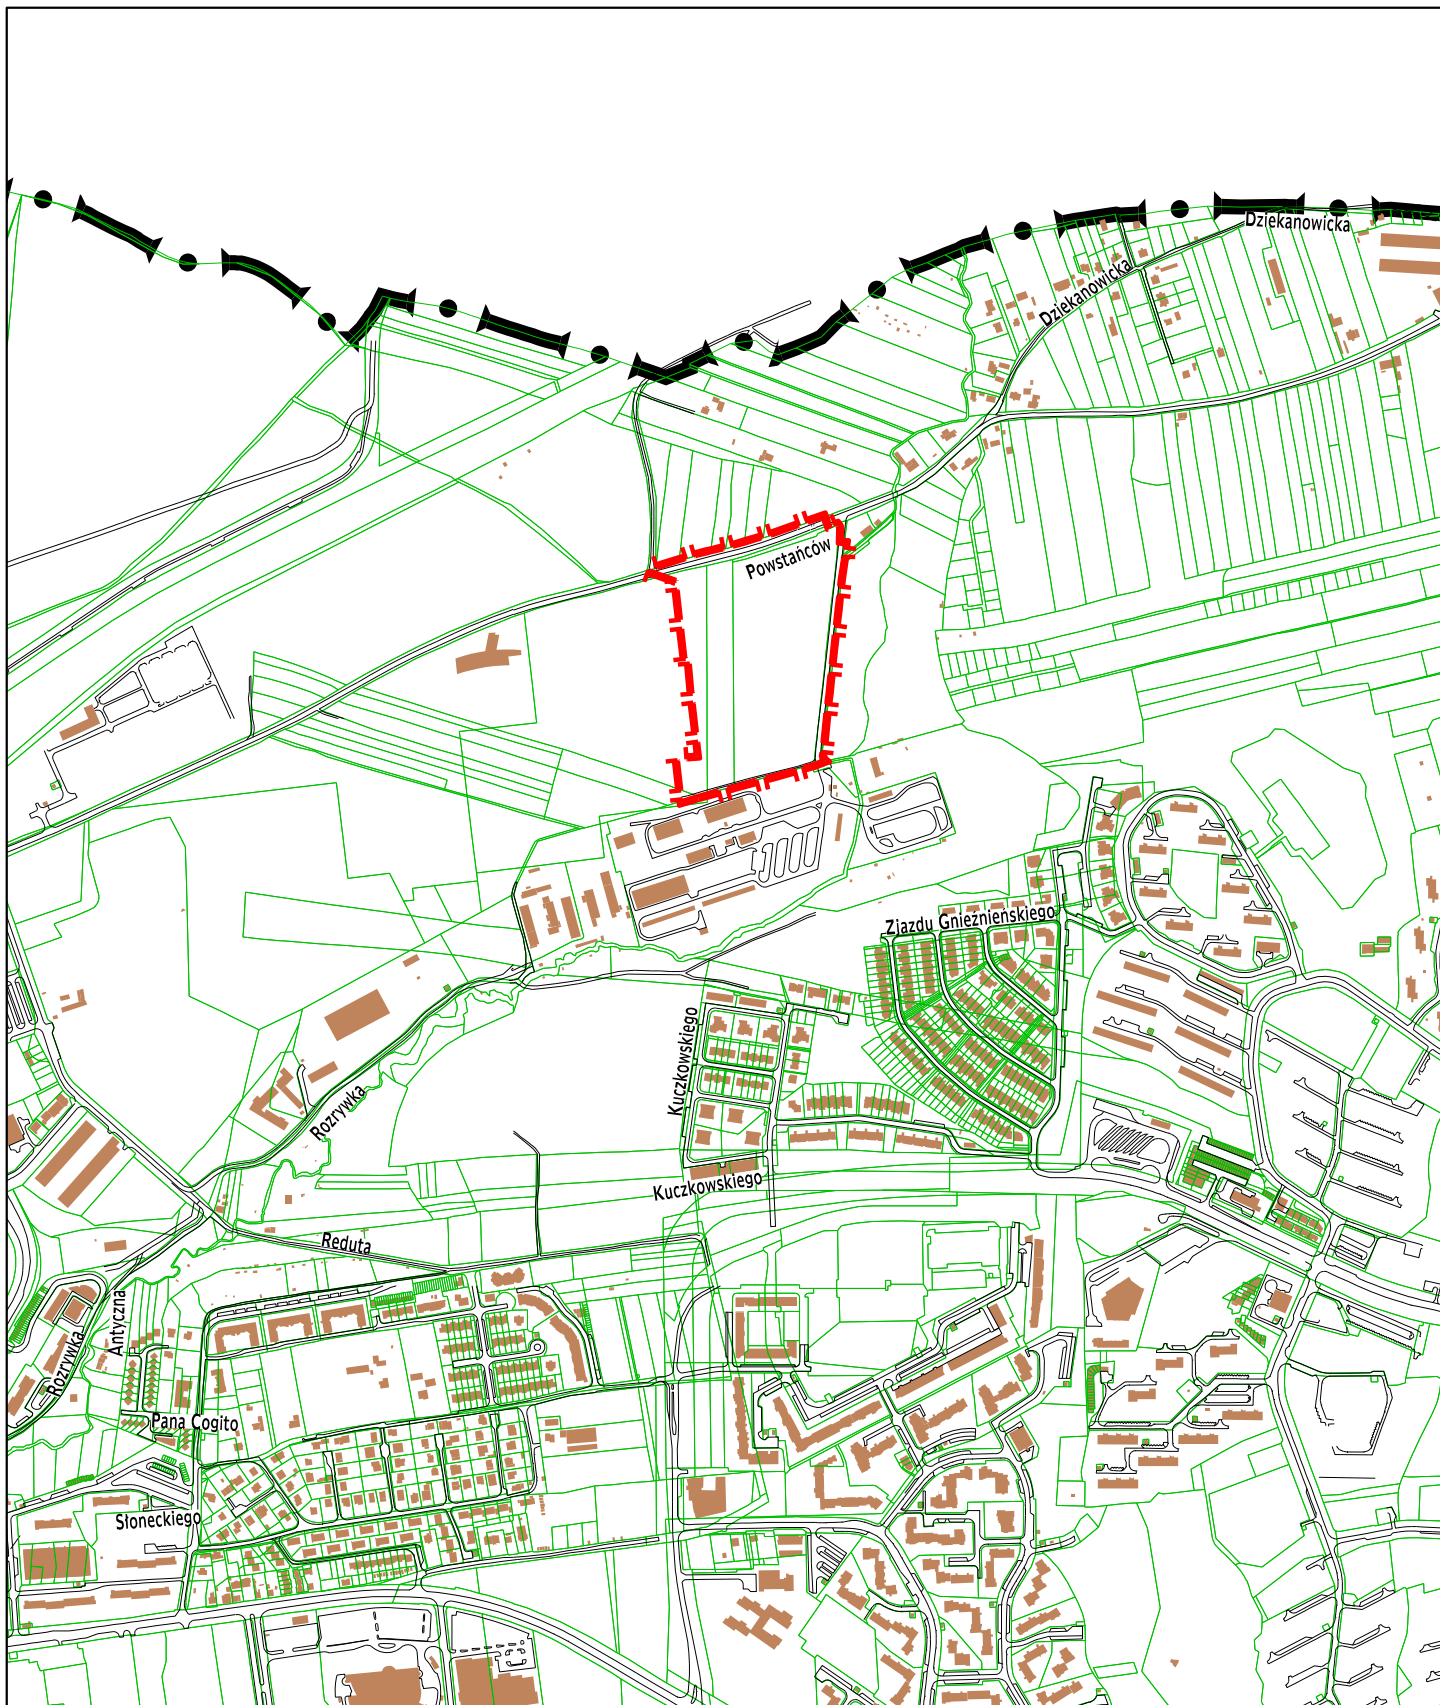 Dziekanowicka
Dziekanowicka
Powstańców
Zjazdu Gnieźnieńskiego
Kuczkowskiego
Rozrywka
Kuczkowskiego
Reduta
Antyczna
Rozrywka
Pana Cogito
Słoneckiego